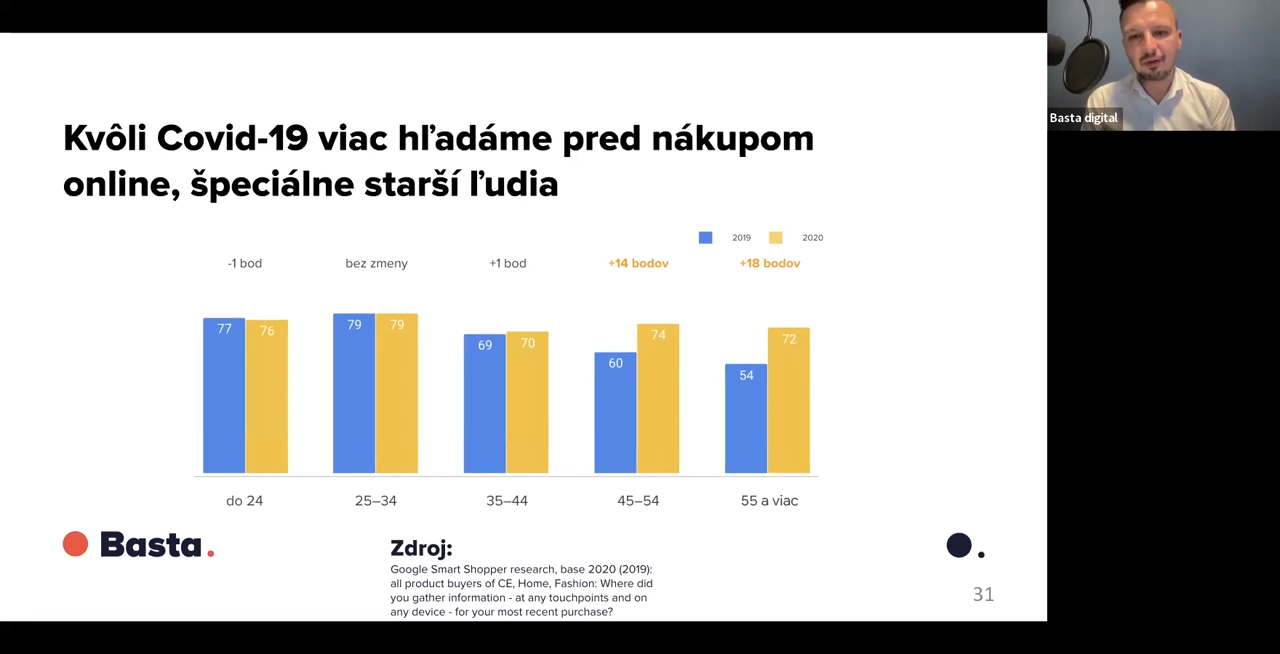 Kvôli Covid-19 viac hľadáme pred nákupom
online, špeciálne starší ľudia
2019 2020
-1 bod bez zmeny +1 bod +14 bodov +18 bodov
77 76 79 79 69 70 60 74 54 72
do 24 25–34 35–44 45–54 55 a viac
Basta.
Zdroj:
Google Smart Shopper research, base 2020 (2019):
all product buyers of CE, Home, Fashion: Where did
you gather information - at any touchpoints and on
any device - for your most recent purchase?
31
Basta digital